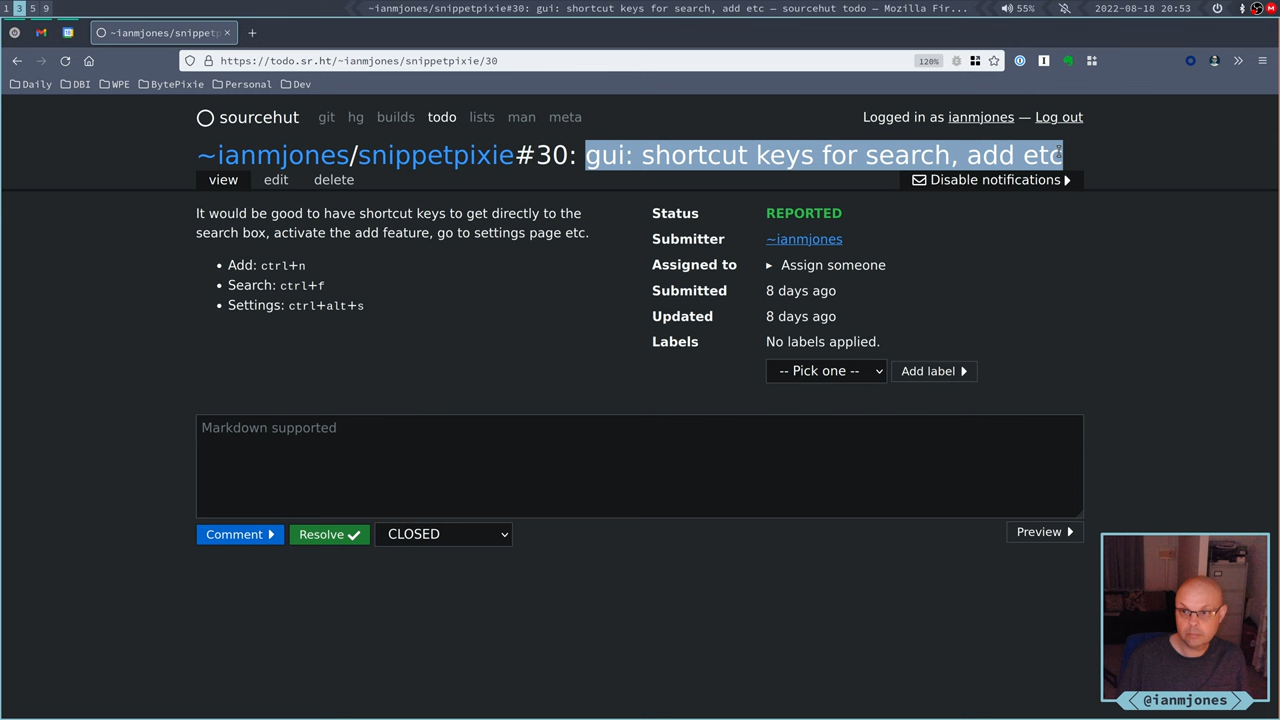 1 3 5 9
~ianmjones/snippetpixie#30: gui: shortcut keys for search, add etc — sourcehut todo — Mozilla Fir...
55%
2022-08-18 20:53
~ianmjones/snippetp
https://todo.sr.ht/~ianmjones/snippetpixie/30
120%
Daily DBI WPE BytePixie Personal Dev
sourcehut git hg builds todo lists man meta
Logged in as ianmjones — Log out
~ianmjones/snippetpixie#30: gui: shortcut keys for search, add etc
view edit delete
Disable notifications
It would be good to have shortcut keys to get directly to the
search box, activate the add feature, go to settings page etc.
• Add: ctrl+n
• Search: ctrl+f
• Settings: ctrl+alt+s
Status REPORTED
Submitter ~ianmjones
Assigned to Assign someone
Submitted 8 days ago
Updated 8 days ago
Labels No labels applied.
-- Pick one -- Add label
Markdown supported
Comment Resolve CLOSED
Preview
@ianmjones